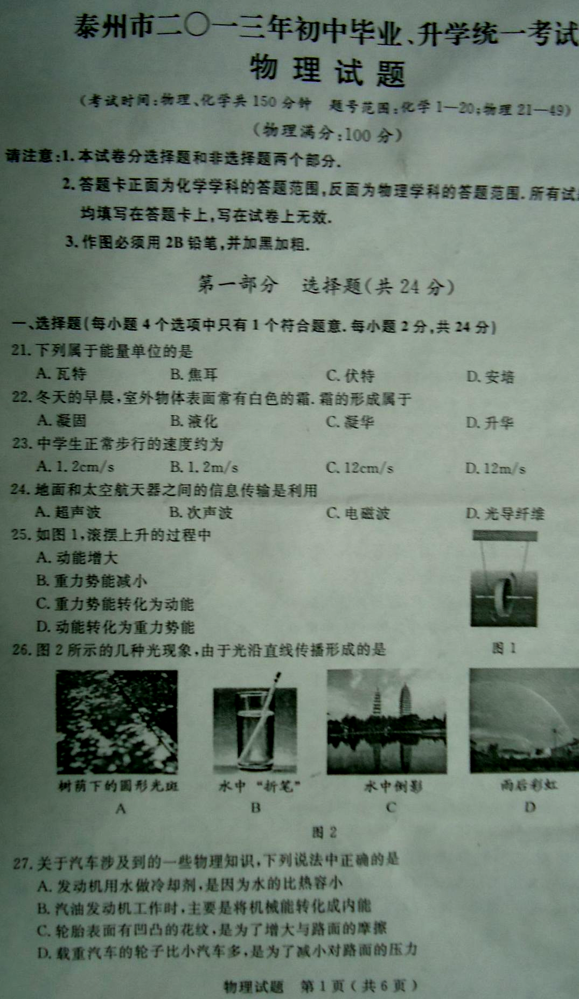 泰州市二〇一三年初中毕业、升学统一考试
物理试题
(考试时间:物理、化学共150分钟 题号范围:化学1—20;物理21—49)
(物理满分:100分)
请注意:1.本试卷分选择题和非选择题两个部分.
2.答题卡正面为化学学科的答题范围,反面为物理学科的答题范围.所有试
均填写在答题卡上,写在试卷上无效.
3.作图必须用2B铅笔,并加黑加粗.
第一部分 选择题(共24分)
一、选择题(每小题4个选项中只有1个符合题意.每小题2分,共24分)
21.下列属于能量单位的是
A.瓦特 B.焦耳 C.伏特 D.安培
22.冬天的早晨,室外物体表面常有白色的霜.霜的形成属于
A.凝固 B.液化 C.凝华 D.升华
23.中学生正常步行的速度约为
A.1.2cm/s B.1.2m/s C.12cm/s D.12m/s
24.地面和太空航天器之间的信息传输是利用
A.超声波 B.次声波 C.电磁波 D.光导纤维
25.如图1,滚摆上升的过程中
A.动能增大
B.重力势能减小
C.重力势能转化为动能
D.动能转化为重力势能
图1
26.图2所示的几种光现象,由于光沿直线传播形成的是
树荫下的圆形光斑 水中“折笔” 水中倒影 雨后彩虹
A B C D
图2
27.关于汽车涉及到的一些物理知识,下列说法中正确的是
A.发动机用水做冷却剂,是因为水的比热容小
B.汽油发动机工作时,主要是将机械能转化成内能
C.轮胎表面有凹凸的花纹,是为了增大与路面的摩擦
D.载重汽车的轮子比小汽车多,是为了减小对路面的压力
物理试题 第1页(共6页)